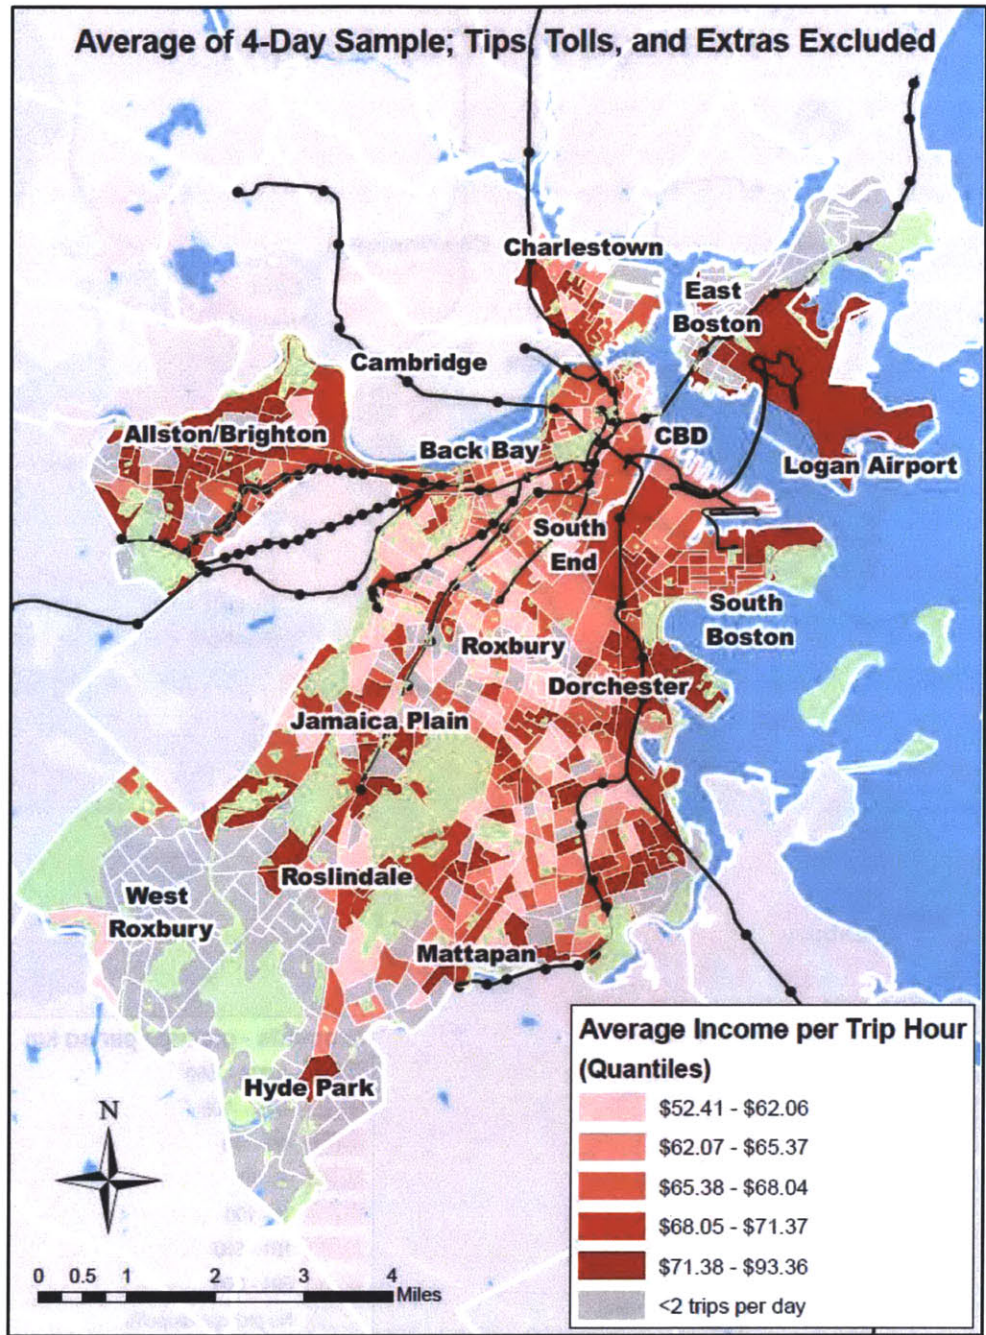 Average of 4-Day Sample; Tips, Tolls, and Extras Excluded
Charlestown
East
Boston
Cambridge
Allston/Brighton
Back Bay
CBD
Logan Airport
South
End
South
Boston
Roxbury
Dorchester
Jamaica Plain
Roslindale
West
Roxbury
Mattapan
Hyde Park
N
0 0.5 1 2 3 4
Miles
Average Income per Trip Hour
(Quantiles)
$52.41 - $62.06
$62.07 - $65.37
$65.38 - $68.04
$68.05 - $71.37
$71.38 - $93.36
<2 trips per day